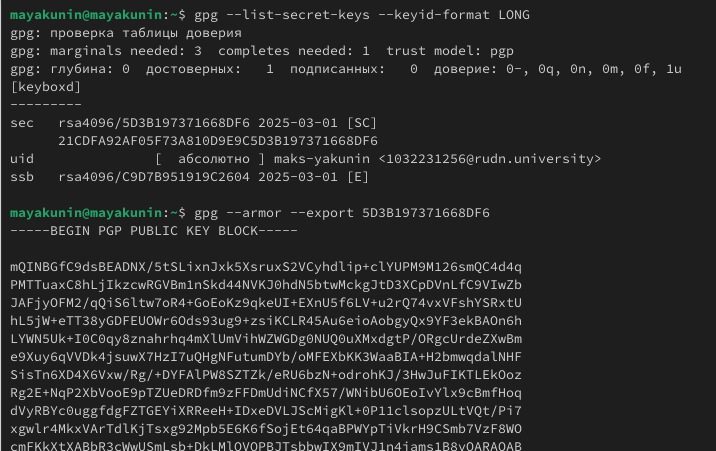 mayakunin@mayakunin:~$ gpg --list-secret-keys --keyid-format LONG
gpg: проверка таблицы доверия
gpg: marginals needed: 3  completes needed: 1  trust model: pgp
gpg: глубина: 0  достоверных:   1  подписанных:   0  доверие: 0-, 0q, 0n, 0m, 0f, 1u
[keyboxd]
---------
sec   rsa4096/5D3B197371668DF6 2025-03-01 [SC]
      21CDFA92AF05F73A810D9E9C5D3B197371668DF6
uid                 [  абсолютно ] maks-yakunin <1032231256@rudn.university>
ssb   rsa4096/C9D7B951919C2604 2025-03-01 [E]
mayakunin@mayakunin:~$ gpg --armor --export 5D3B197371668DF6
-----BEGIN PGP PUBLIC KEY BLOCK-----
mQINBGfC9dsBEADNX/5tSLixnJxk5XsruxS2VCyhdlip+clYUPM9M126smQC4d4q
PMTTuaxC8hLjIkzcwRGVBm1nSkd44NVKJ0hdN5btwMckgJtD3XCpDVnLfC9VIwZb
JAFjyOFM2/qQiS6ltw7oR4+GoEoKz9qkeUI+EXnU5f6LV+u2rQ74vxVFshYSRxtU
hL5jW+eTT38yGDFEUOWr6Ods93ug9+zsiKCLR45Au6eioAobgyQx9YF3ekBAOn6h
LYWN5Uk+I0C0qy8znahrhq4mXlUmVihWZWGDg0NUQ0uXMxdgtP/ORgcUrdeZXwBm
e9Xuy6qVVDk4jsuwX7HzI7uQHgNFutumDYb/oMFEXbKK3WaaBIA+H2bmwqdalNHF
SisTn6XD4X6Vxw/Rg/+DYFAlPW8SZTZk/eRU6bzN+odrohKJ/3HwJuFIKTLEkOoz
Rg2E+NqP2XbVooE9pTZUeDRDfm9zFFDmUdiNCfX57/WNibU6OEoIvYlx9cBmfHoq
dVyRBYc0uggfdgFZTGEYiXRReeH+IDxeDVLJScMigKl+0P11clsopzULtVQt/Pi7
xgwlr4MkxVArTdlKjTsxg92Mpb5E6K6fSojEt64qaBPWYpTiVkrH9CSmb7VzF8WO
cmFKkXtXABbR3cWwUSmLsb+DkLMlOVOPBJTsbbwIX9mIVJ1n4jams1B8vOARAQAB